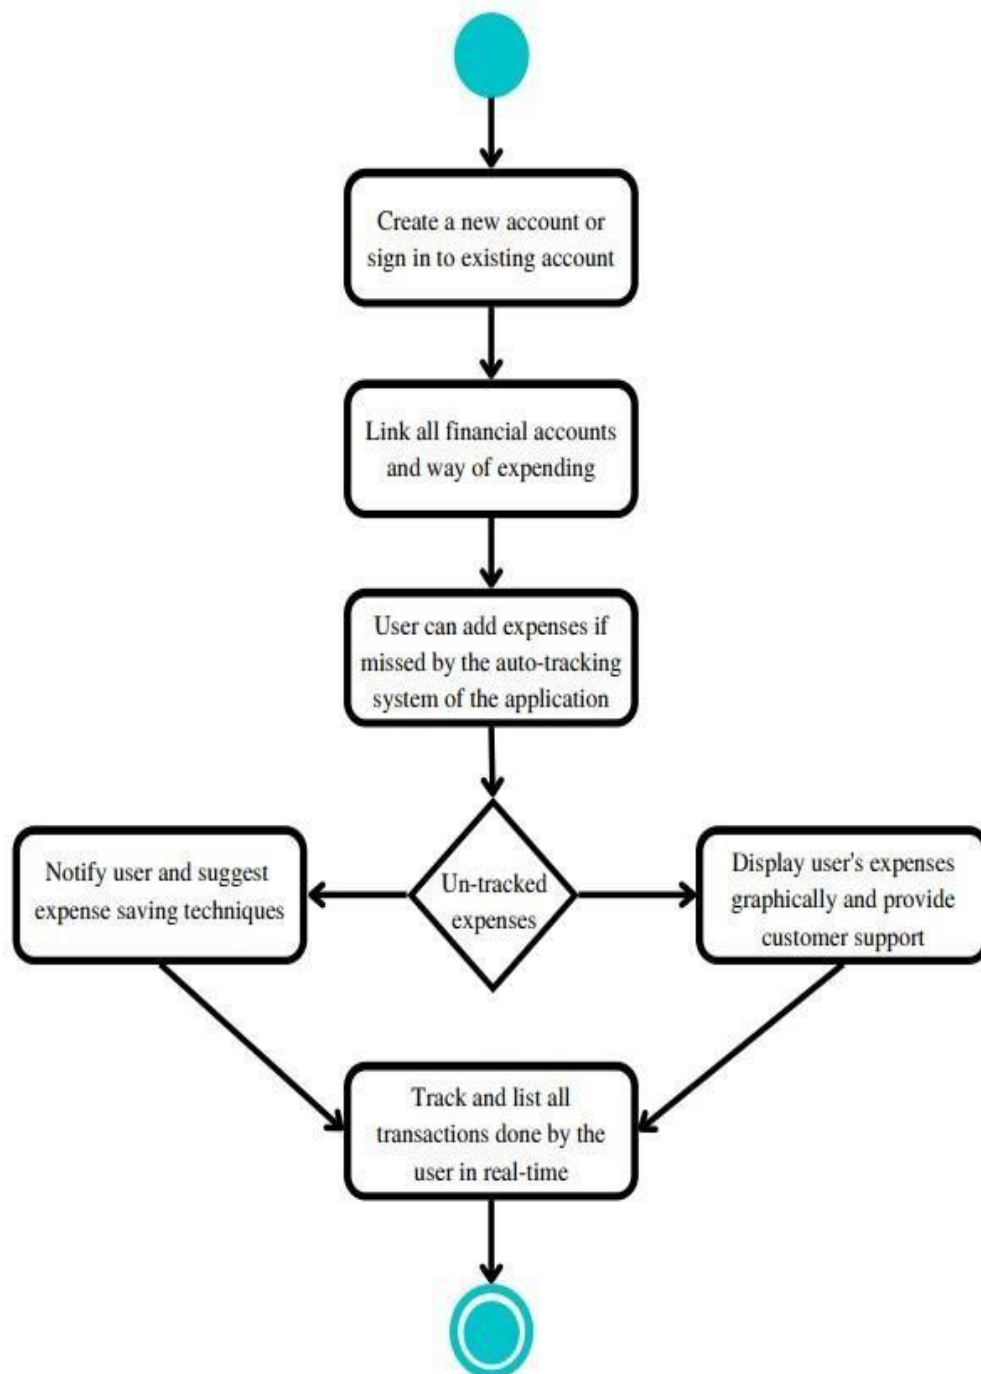 Create a new account or
sign in to existing account
Link all financial accounts
and way of expending
User can add expenses if
missed by the auto-tracking
system of the application
Notify user and suggest
expense saving techniques
Un-tracked
expenses
Display user's expenses
graphically and provide
customer support
Track and list all
transactions done by the
user in real-time